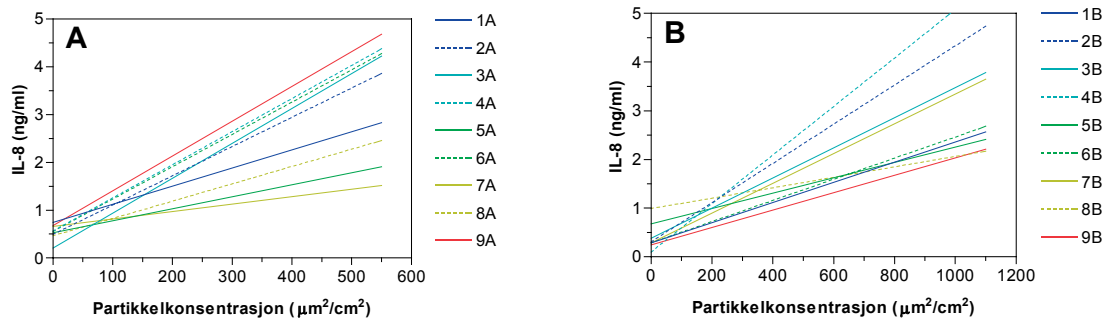 A
5
4
3
2
1
0
IL-8 (ng/ml)
0 100 200 300 400 500 600
Partikkelkonsentrasjon ( μm²/cm²)
1A
2A
3A
4A
5A
6A
7A
8A
9A
B
5
4
3
2
1
0
IL-8 (ng/ml)
0 200 400 600 800 1000 1200
Partikkelkonsentrasjon ( μm²/cm²)
1B
2B
3B
4B
5B
6B
7B
8B
9B